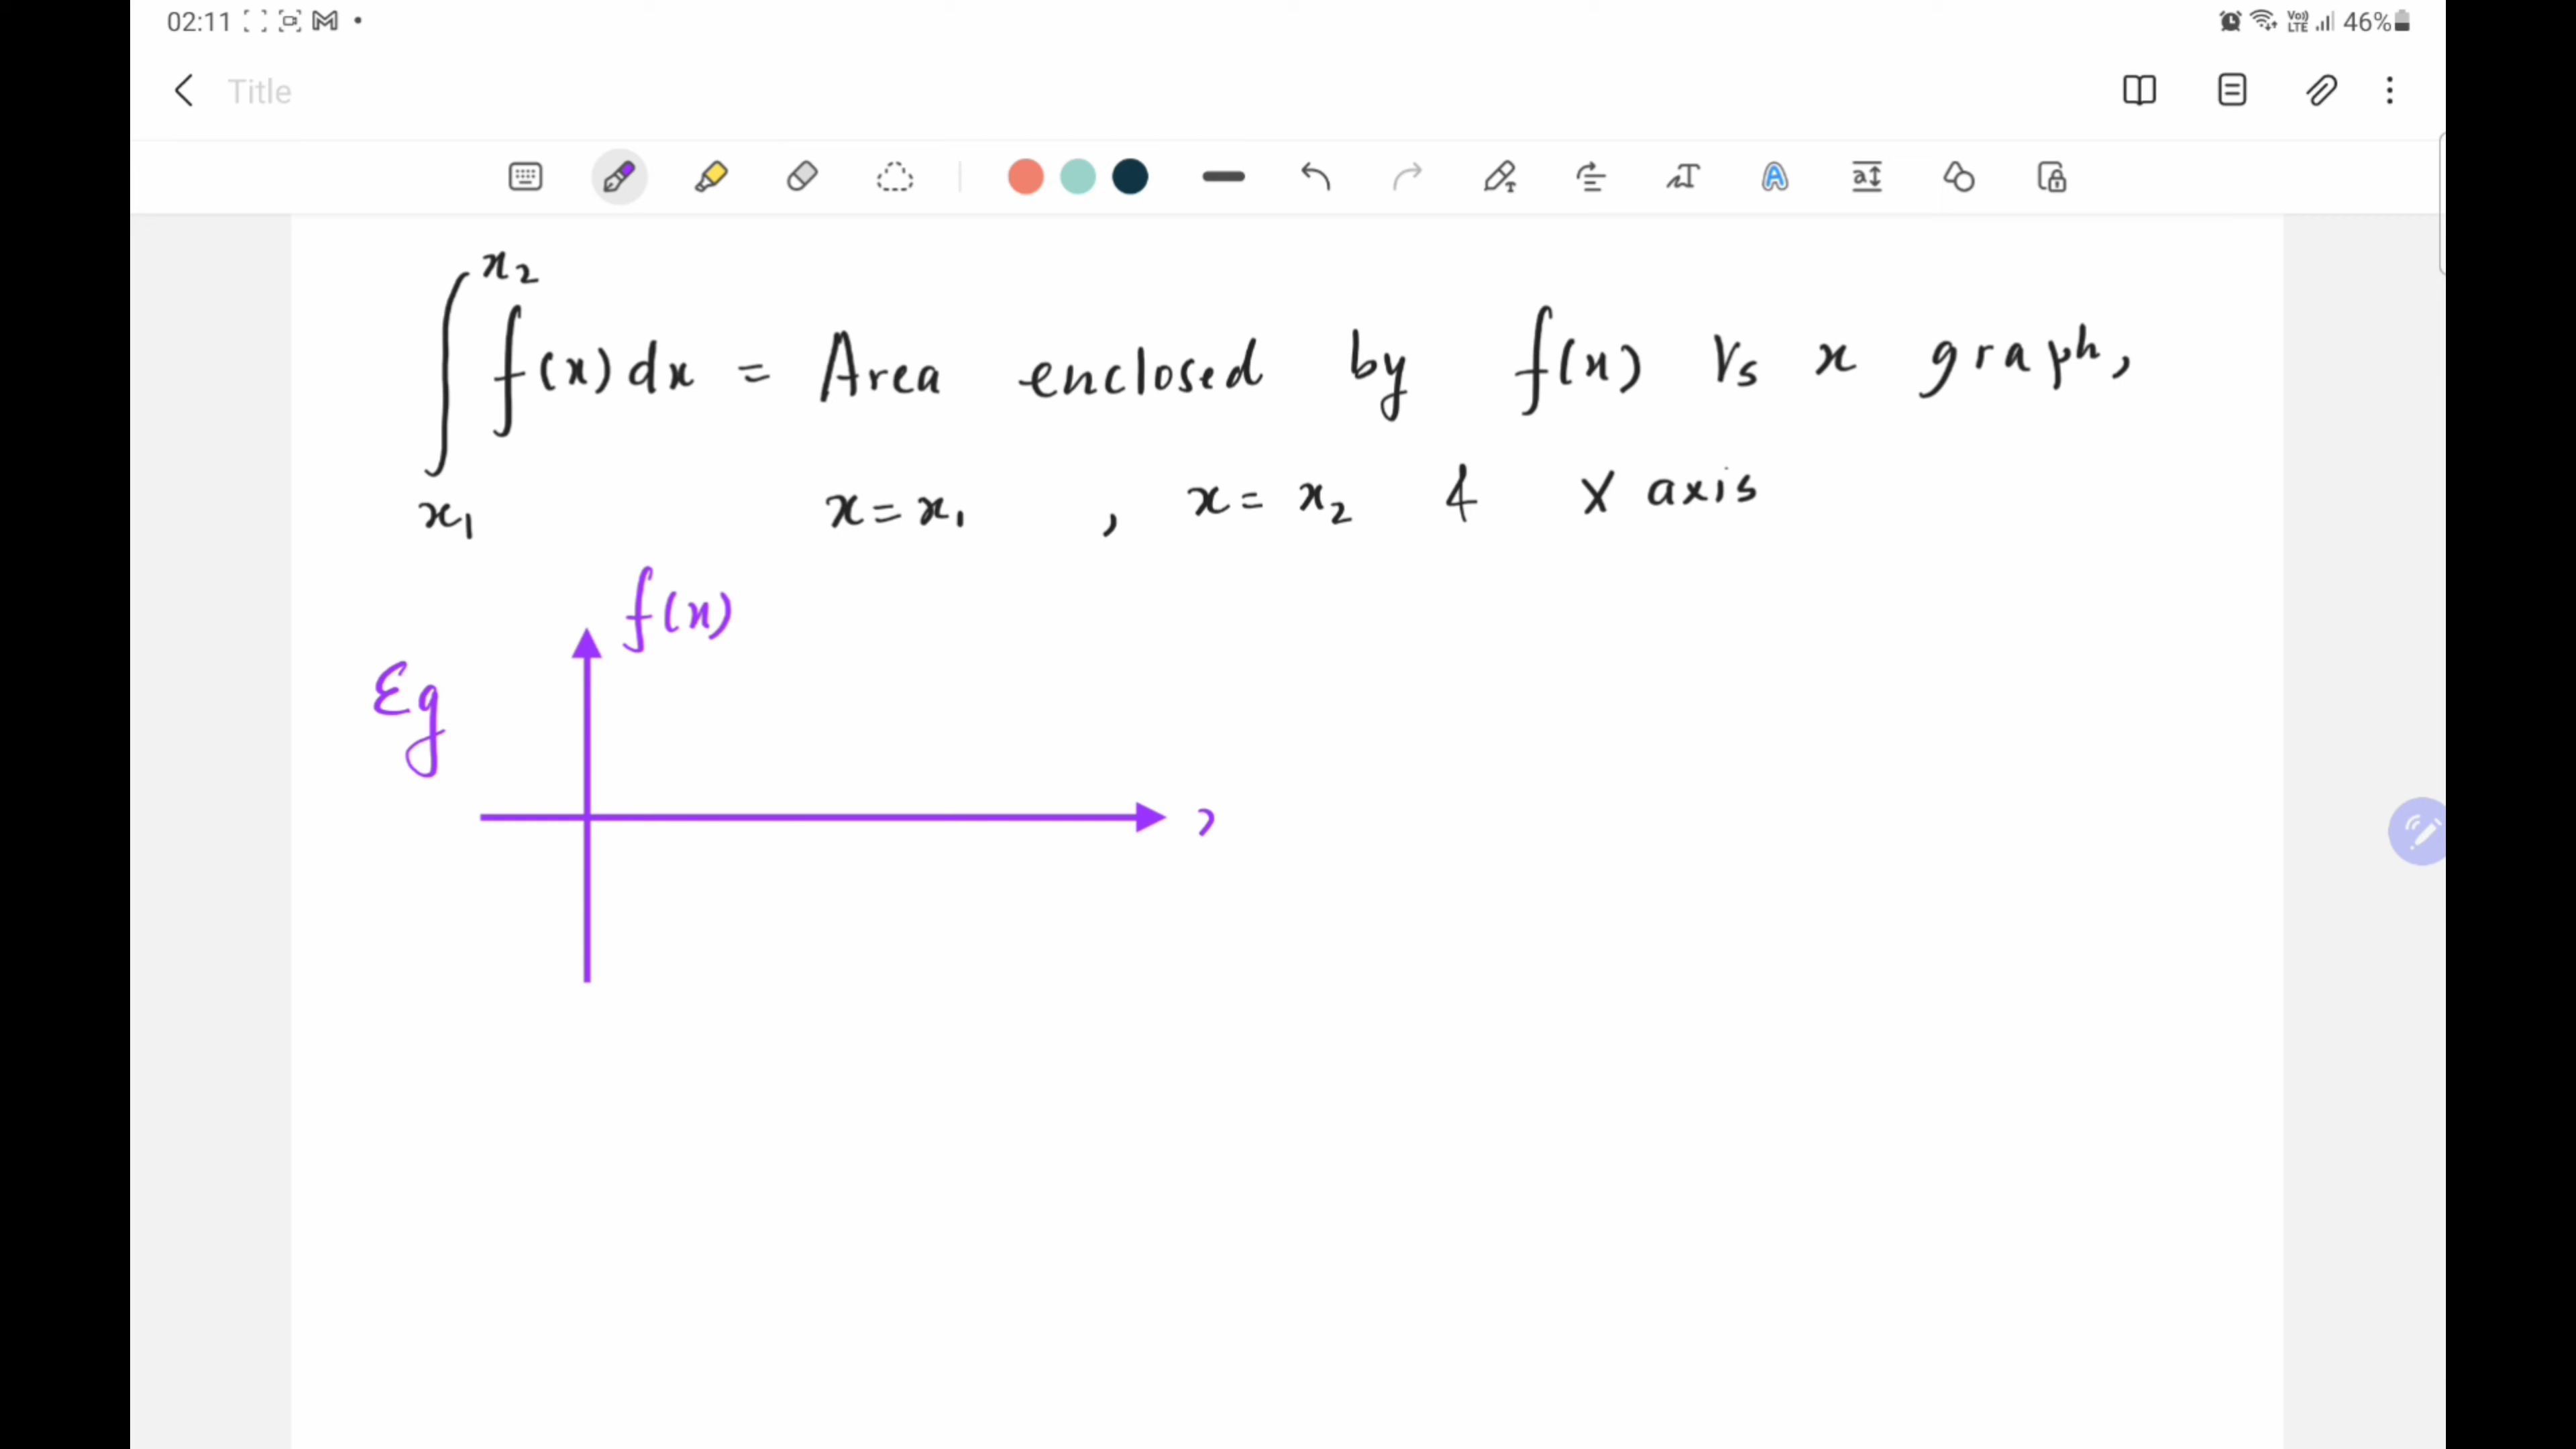 02:11 46%
Title
x₂
∫ f(x) dx = Area enclosed by f(x) Vs x graph,
x₁ x = x₁ , x = x₂ & X axis
f(x)
Eg